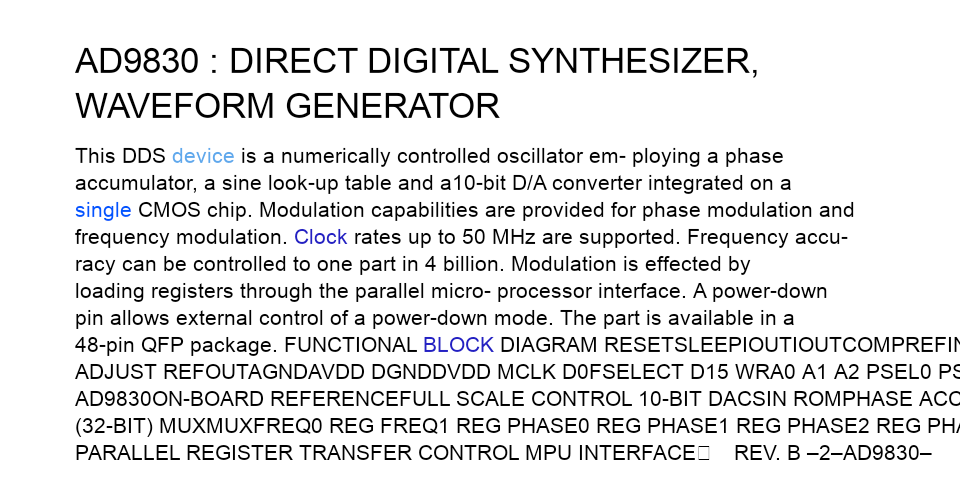 AD9830 : DIRECT DIGITAL SYNTHESIZER,
WAVEFORM GENERATOR
This DDS device is a numerically controlled oscillator em- ploying a phase
accumulator, a sine look-up table and a10-bit D/A converter integrated on a
single CMOS chip. Modulation capabilities are provided for phase modulation and
frequency modulation. Clock rates up to 50 MHz are supported. Frequency accu-
racy can be controlled to one part in 4 billion. Modulation is effected by
loading registers through the parallel micro- processor interface. A power-down
pin allows external control of a power-down mode. The part is available in a
48-pin QFP package. FUNCTIONAL BLOCK DIAGRAM RESETSLEEPIOUTIOUTCOMPREFIN
ADJUST REFOUTAGNDAVDD DGNDDVDD MCLK D0FSELECT D15 WRA0 A1 A2 PSEL0 PS
AD9830ON-BOARD REFERENCEFULL SCALE CONTROL 10-BIT DACSIN ROMPHASE ACC
(32-BIT) MUXMUXFREQ0 REG FREQ1 REG PHASE0 REG PHASE1 REG PHASE2 REG PHA
PARALLEL REGISTER TRANSFER CONTROL MPU INTERFACE□ REV. B –2–AD9830–